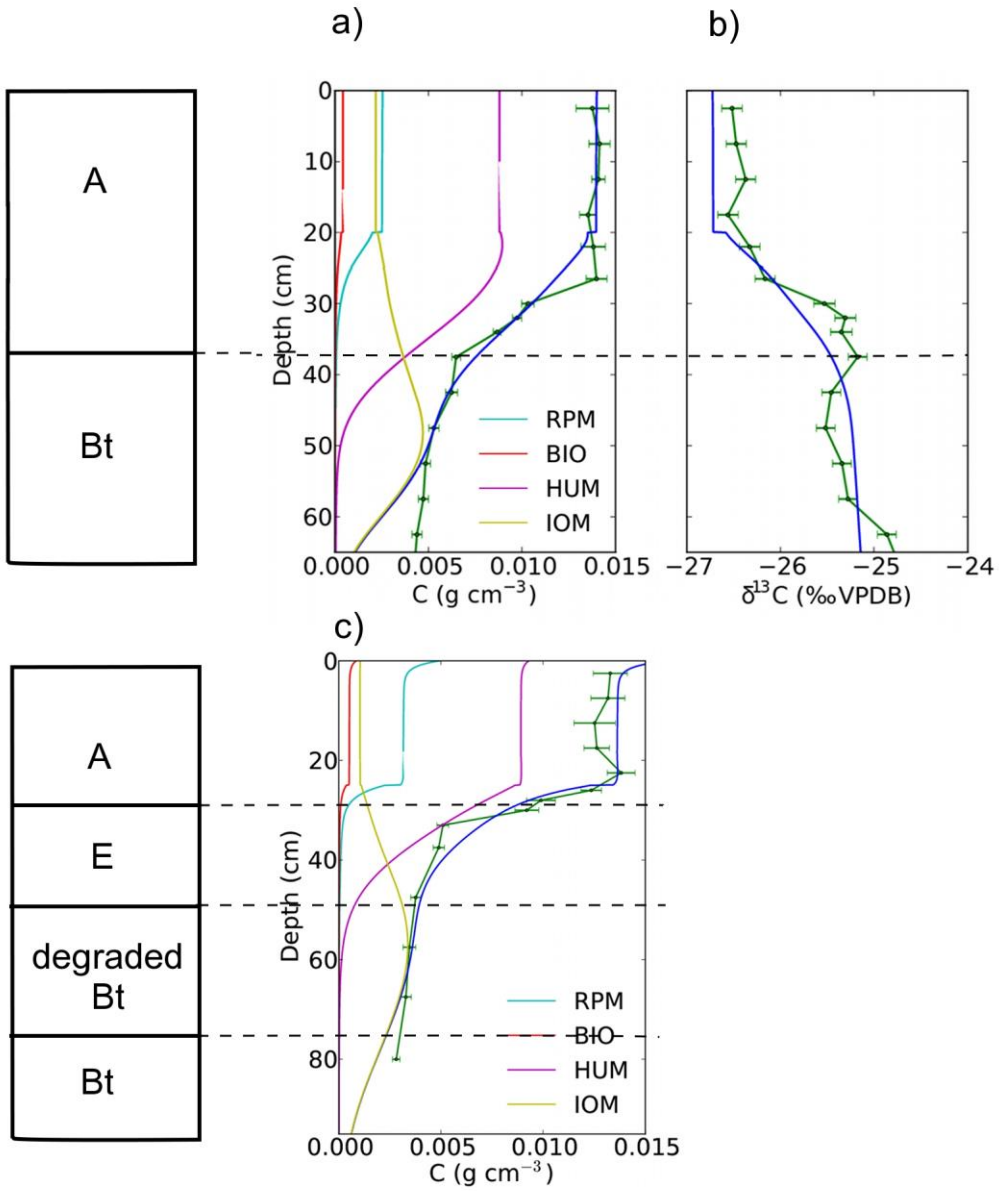 a)
b)
A
Bt
0
10
20
30
40
50
60
Depth (cm)
RPM
BIO
HUM
IOM
0.000 0.005 0.010 0.015
C (g cm⁻³)
−27 −26 −25 −24
δ¹³C (‰VPDB)
c)
A
E
degraded
Bt
Bt
0
20
40
60
80
Depth (cm)
RPM
BIO
HUM
IOM
0.000 0.005 0.010 0.015
C (g cm⁻³)